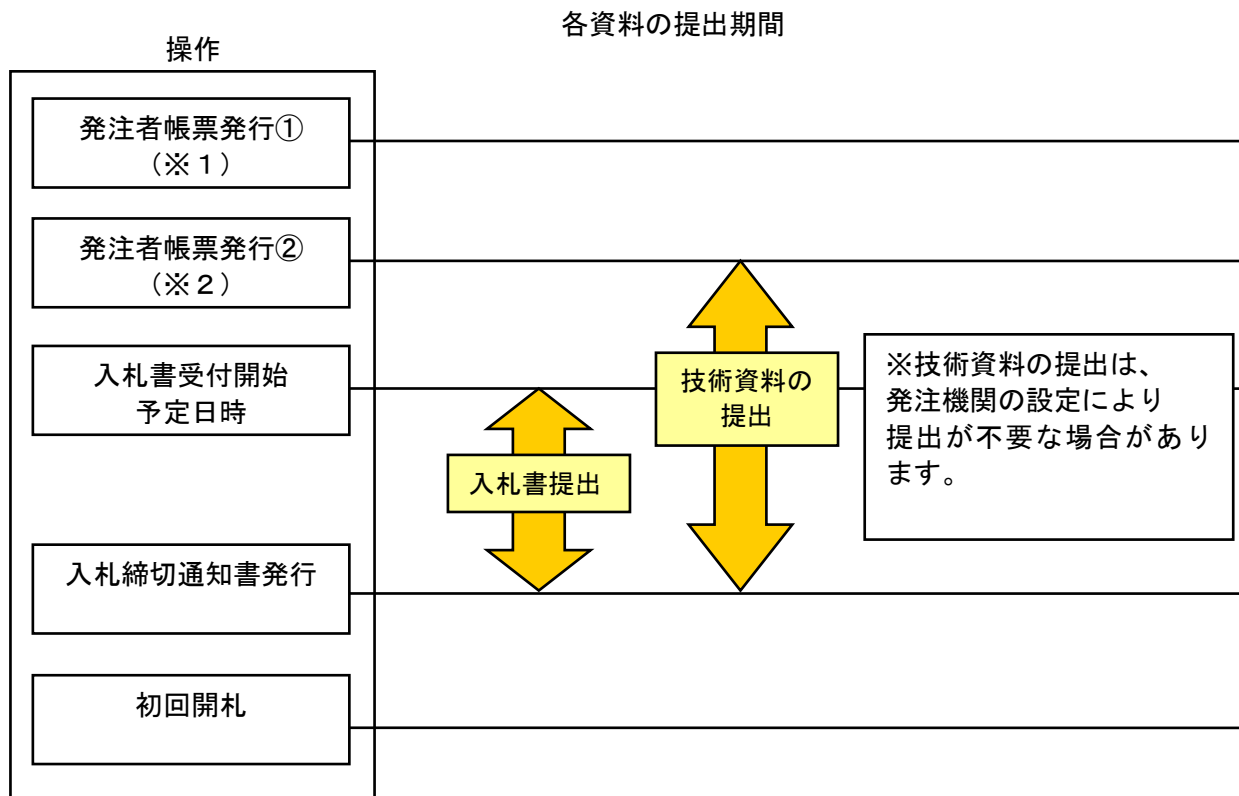 各資料の提出期間
操作
発注者帳票発行①
（※１）
発注者帳票発行②
（※２）
入札書受付開始
予定日時
技術資料の
提出
※技術資料の提出は、
発注機関の設定により
提出が不要な場合があり
ます。
入札書提出
入札締切通知書発行
初回開札